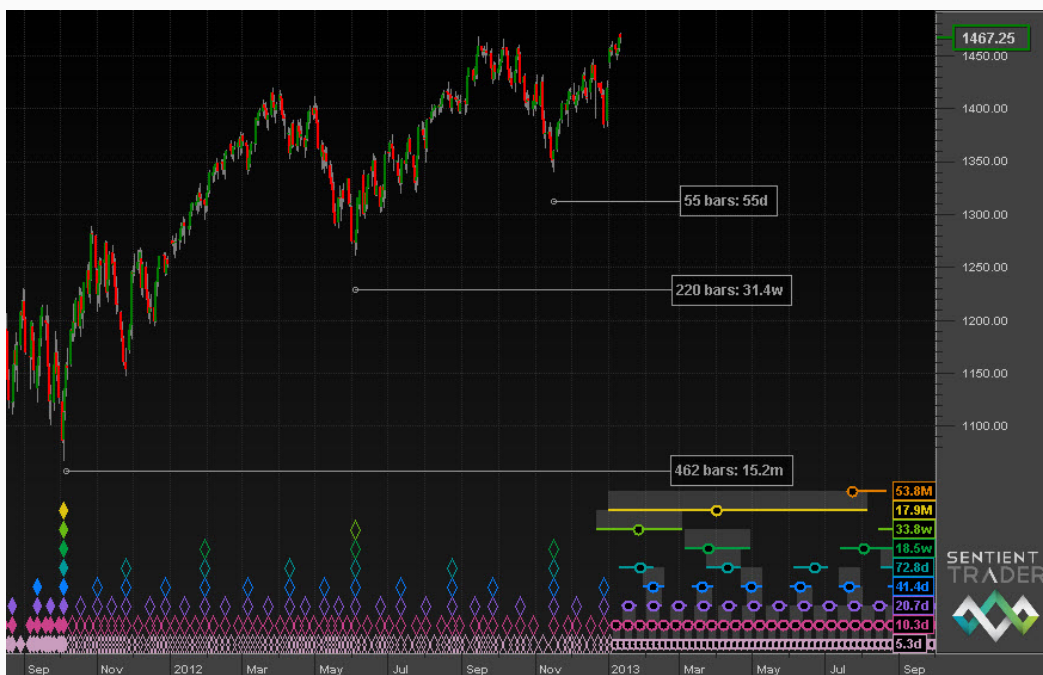 1467.25
1450.00
1400.00
1350.00
55 bars: 55d
1300.00
1250.00
220 bars: 31.4w
1200.00
1150.00
1100.00
462 bars: 15.2m
53.8M
17.9M
33.8w
18.5w
72.8d
41.4d
20.7d
10.3d
5.3d
SENTIENT
TRADER
Sep Nov 2012 Mar May Jul Sep Nov 2013 Mar May Jul Sep